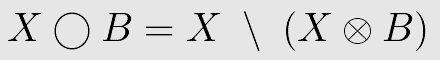 X ◯ B = X \ (X ⊗ B)